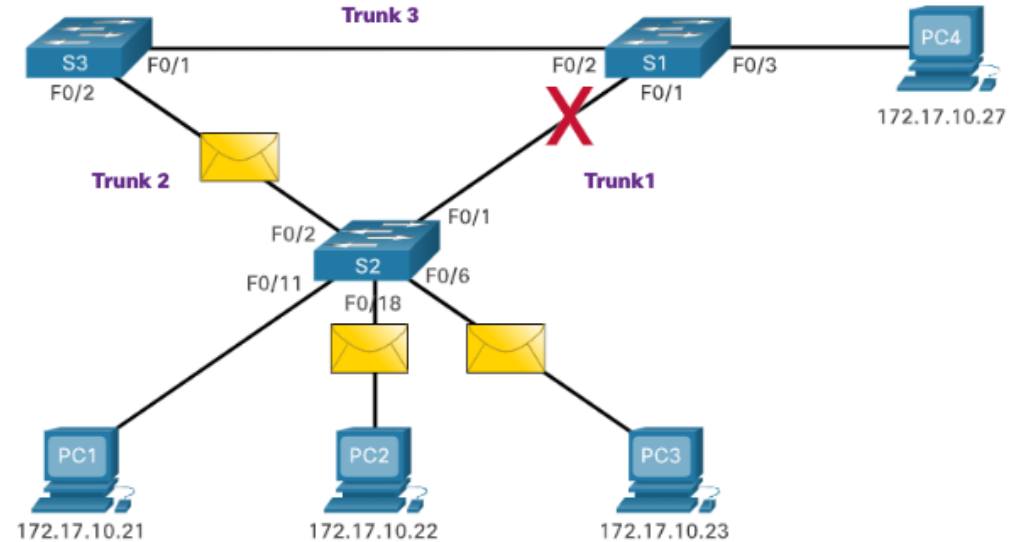 Trunk 3
S3
F0/1
F0/2
S1
F0/3
PC4
F0/2
F0/1
172.17.10.27
Trunk 2
Trunk1
F0/1
F0/2
S2
F0/6
F0/11
F0/18
PC1
PC2
PC3
172.17.10.21
172.17.10.22
172.17.10.23